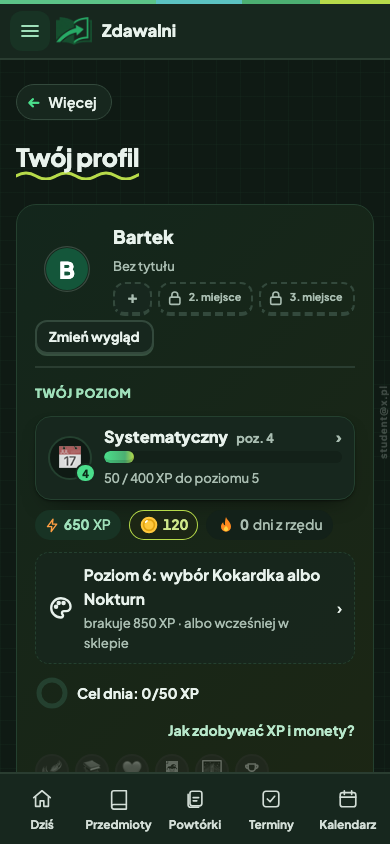 Zdawalni
← Więcej
Twój profil
B
Bartek
Bez tytułu
+
2. miejsce
3. miejsce
Zmień wygląd
TWÓJ POZIOM
Systematyczny poz. 4 ›
17
4
50 / 400 XP do poziomu 5
650 XP
120
0 dni z rzędu
Poziom 6: wybór Kokardka albo
Nokturn
›
brakuje 850 XP · albo wcześniej w
sklepie
Cel dnia: 0/50 XP
Jak zdobywać XP i monety?
student@x.pl
Dziś
Przedmioty
Powtórki
Terminy
Kalendarz